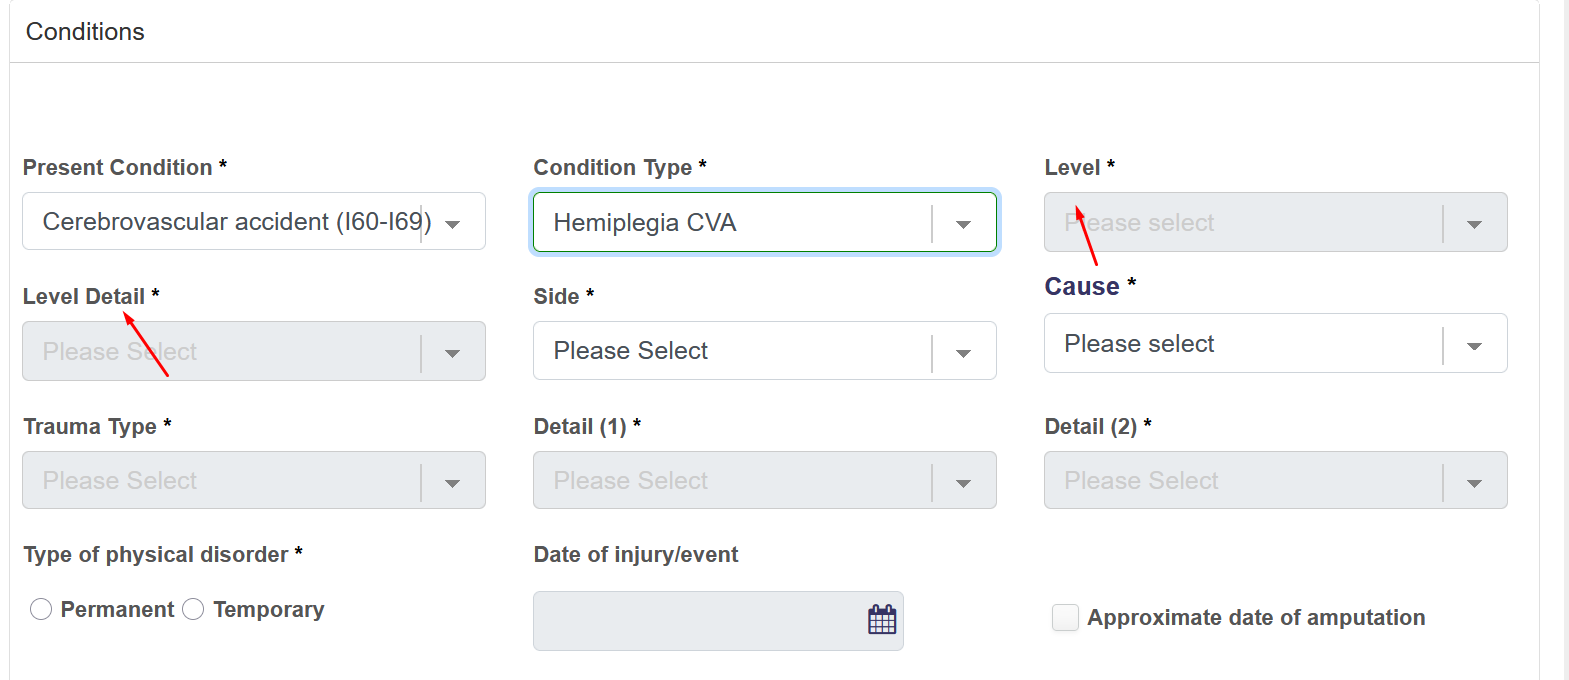 Conditions
Present Condition * Condition Type * Level *
Cerebrovascular accident (I60-I69) Hemiplegia CVA Please select
Level Detail * Side * Cause *
Please Select Please Select Please select
Trauma Type * Detail (1) * Detail (2) *
Please Select Please Select Please Select
Type of physical disorder * Date of injury/event
Permanent Temporary Approximate date of amputation